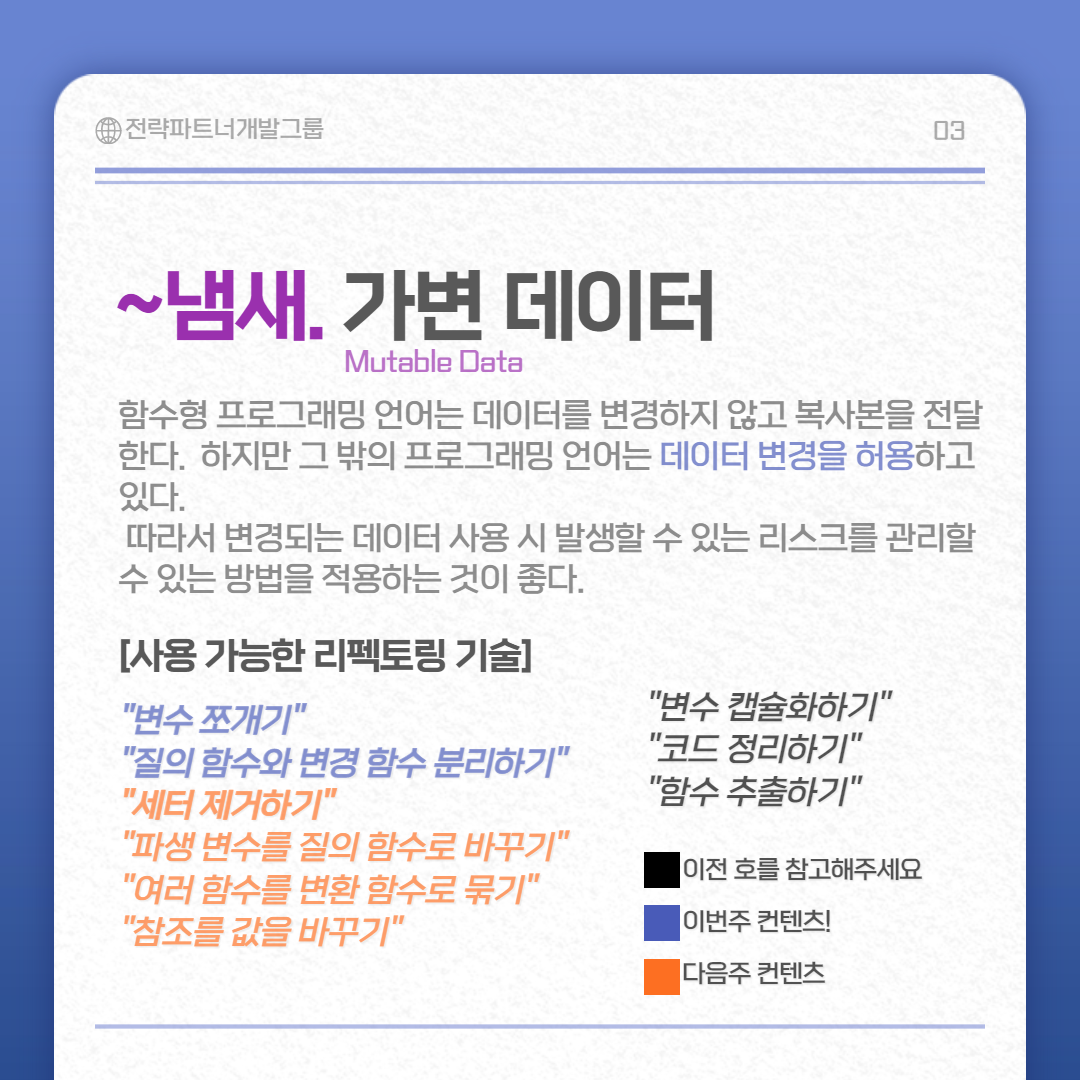 전략파트너개발그룹
03
~냄새. 가변 데이터
Mutable Data
함수형 프로그래밍 언어는 데이터를 변경하지 않고 복사본을 전달
한다. 하지만 그 밖의 프로그래밍 언어는 데이터 변경을 허용하고
있다.
따라서 변경되는 데이터 사용 시 발생할 수 있는 리스크를 관리할
수 있는 방법을 적용하는 것이 좋다.
[사용 가능한 리펙토링 기술]
"변수 쪼개기"
"질의 함수와 변경 함수 분리하기"
"세터 제거하기"
"파생 변수를 질의 함수로 바꾸기"
"여러 함수를 변환 함수로 묶기"
"참조를 값을 바꾸기"
"변수 캡슐화하기"
"코드 정리하기"
"함수 추출하기"
이전 호를 참고해주세요
이번주 컨텐츠!
다음주 컨텐츠